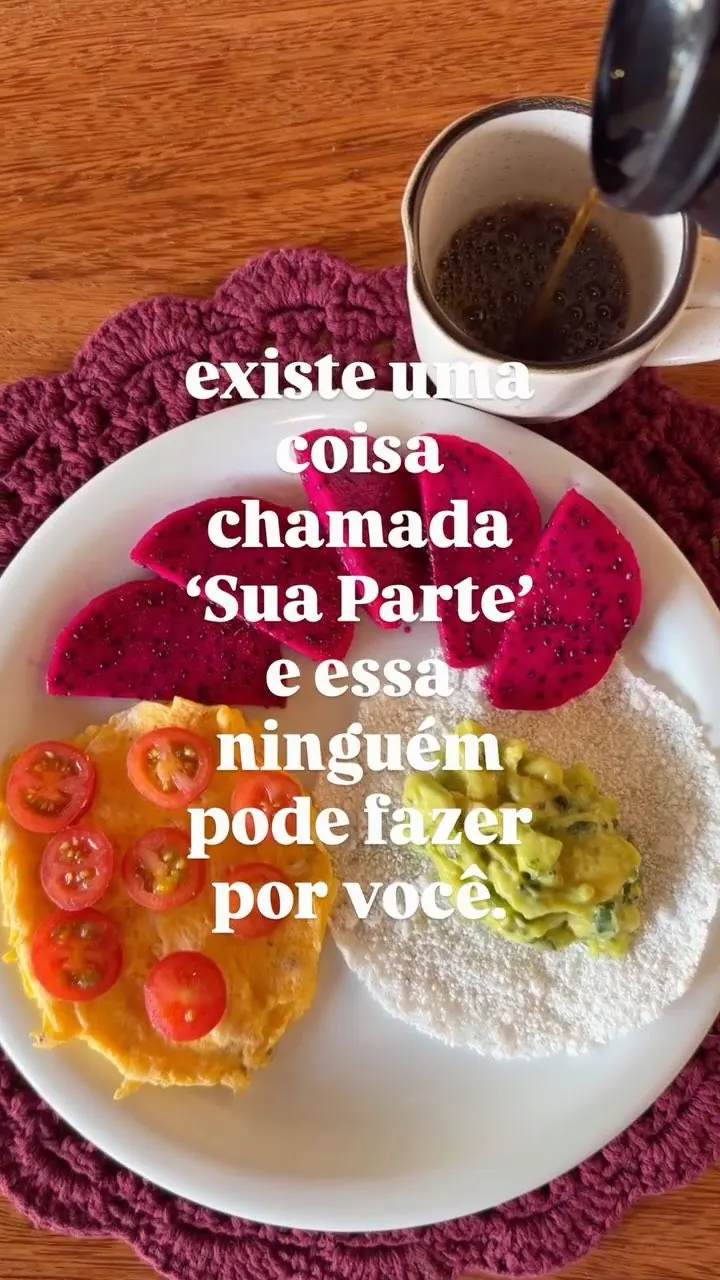 existe uma
coisa
chamada
‘Sua Parte’
e essa
ninguém
pode fazer
por você.